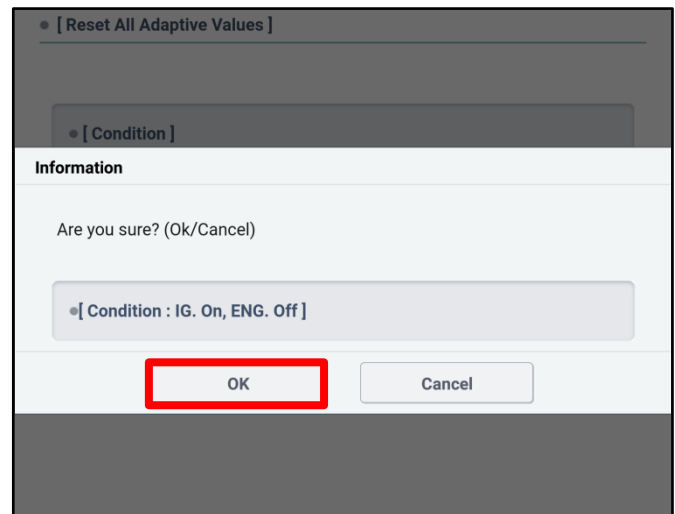 [ Reset All Adaptive Values ]
[ Condition ]
Information
Are you sure? (Ok/Cancel)
[ Condition : IG. On, ENG. Off ]
OK
Cancel